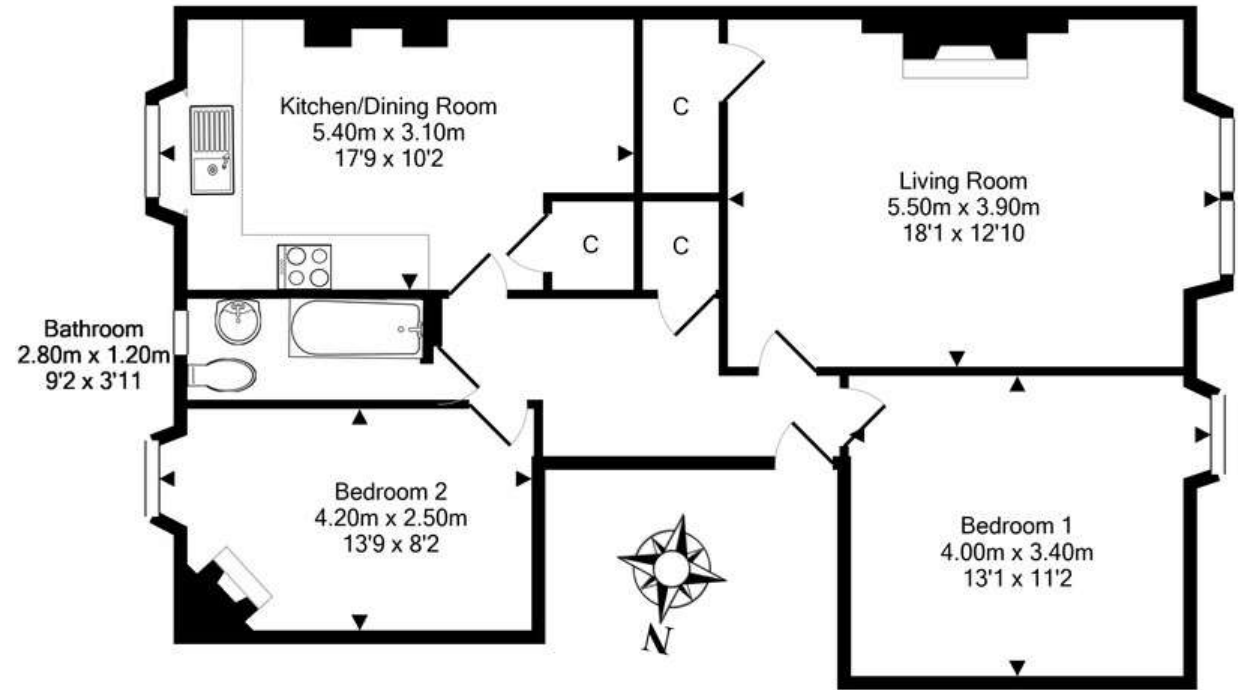 Kitchen/Dining Room
5.40m x 3.10m
17'9 x 10'2
C
C
C
Living Room
5.50m x 3.90m
18'1 x 12'10
Bathroom
2.80m x 1.20m
9'2 x 3'11
Bedroom 2
4.20m x 2.50m
13'9 x 8'2
Bedroom 1
4.00m x 3.40m
13'1 x 11'2
N